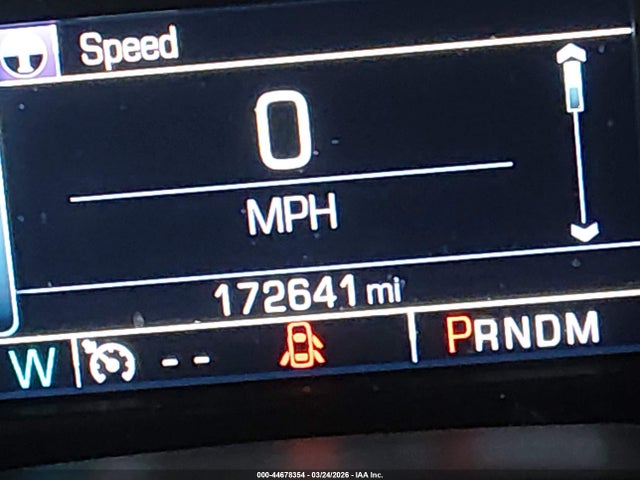 Speed
0
MPH
172641 mi
W -- PRNDM
000-44678354 - 03/24/2026 - IAA Inc.